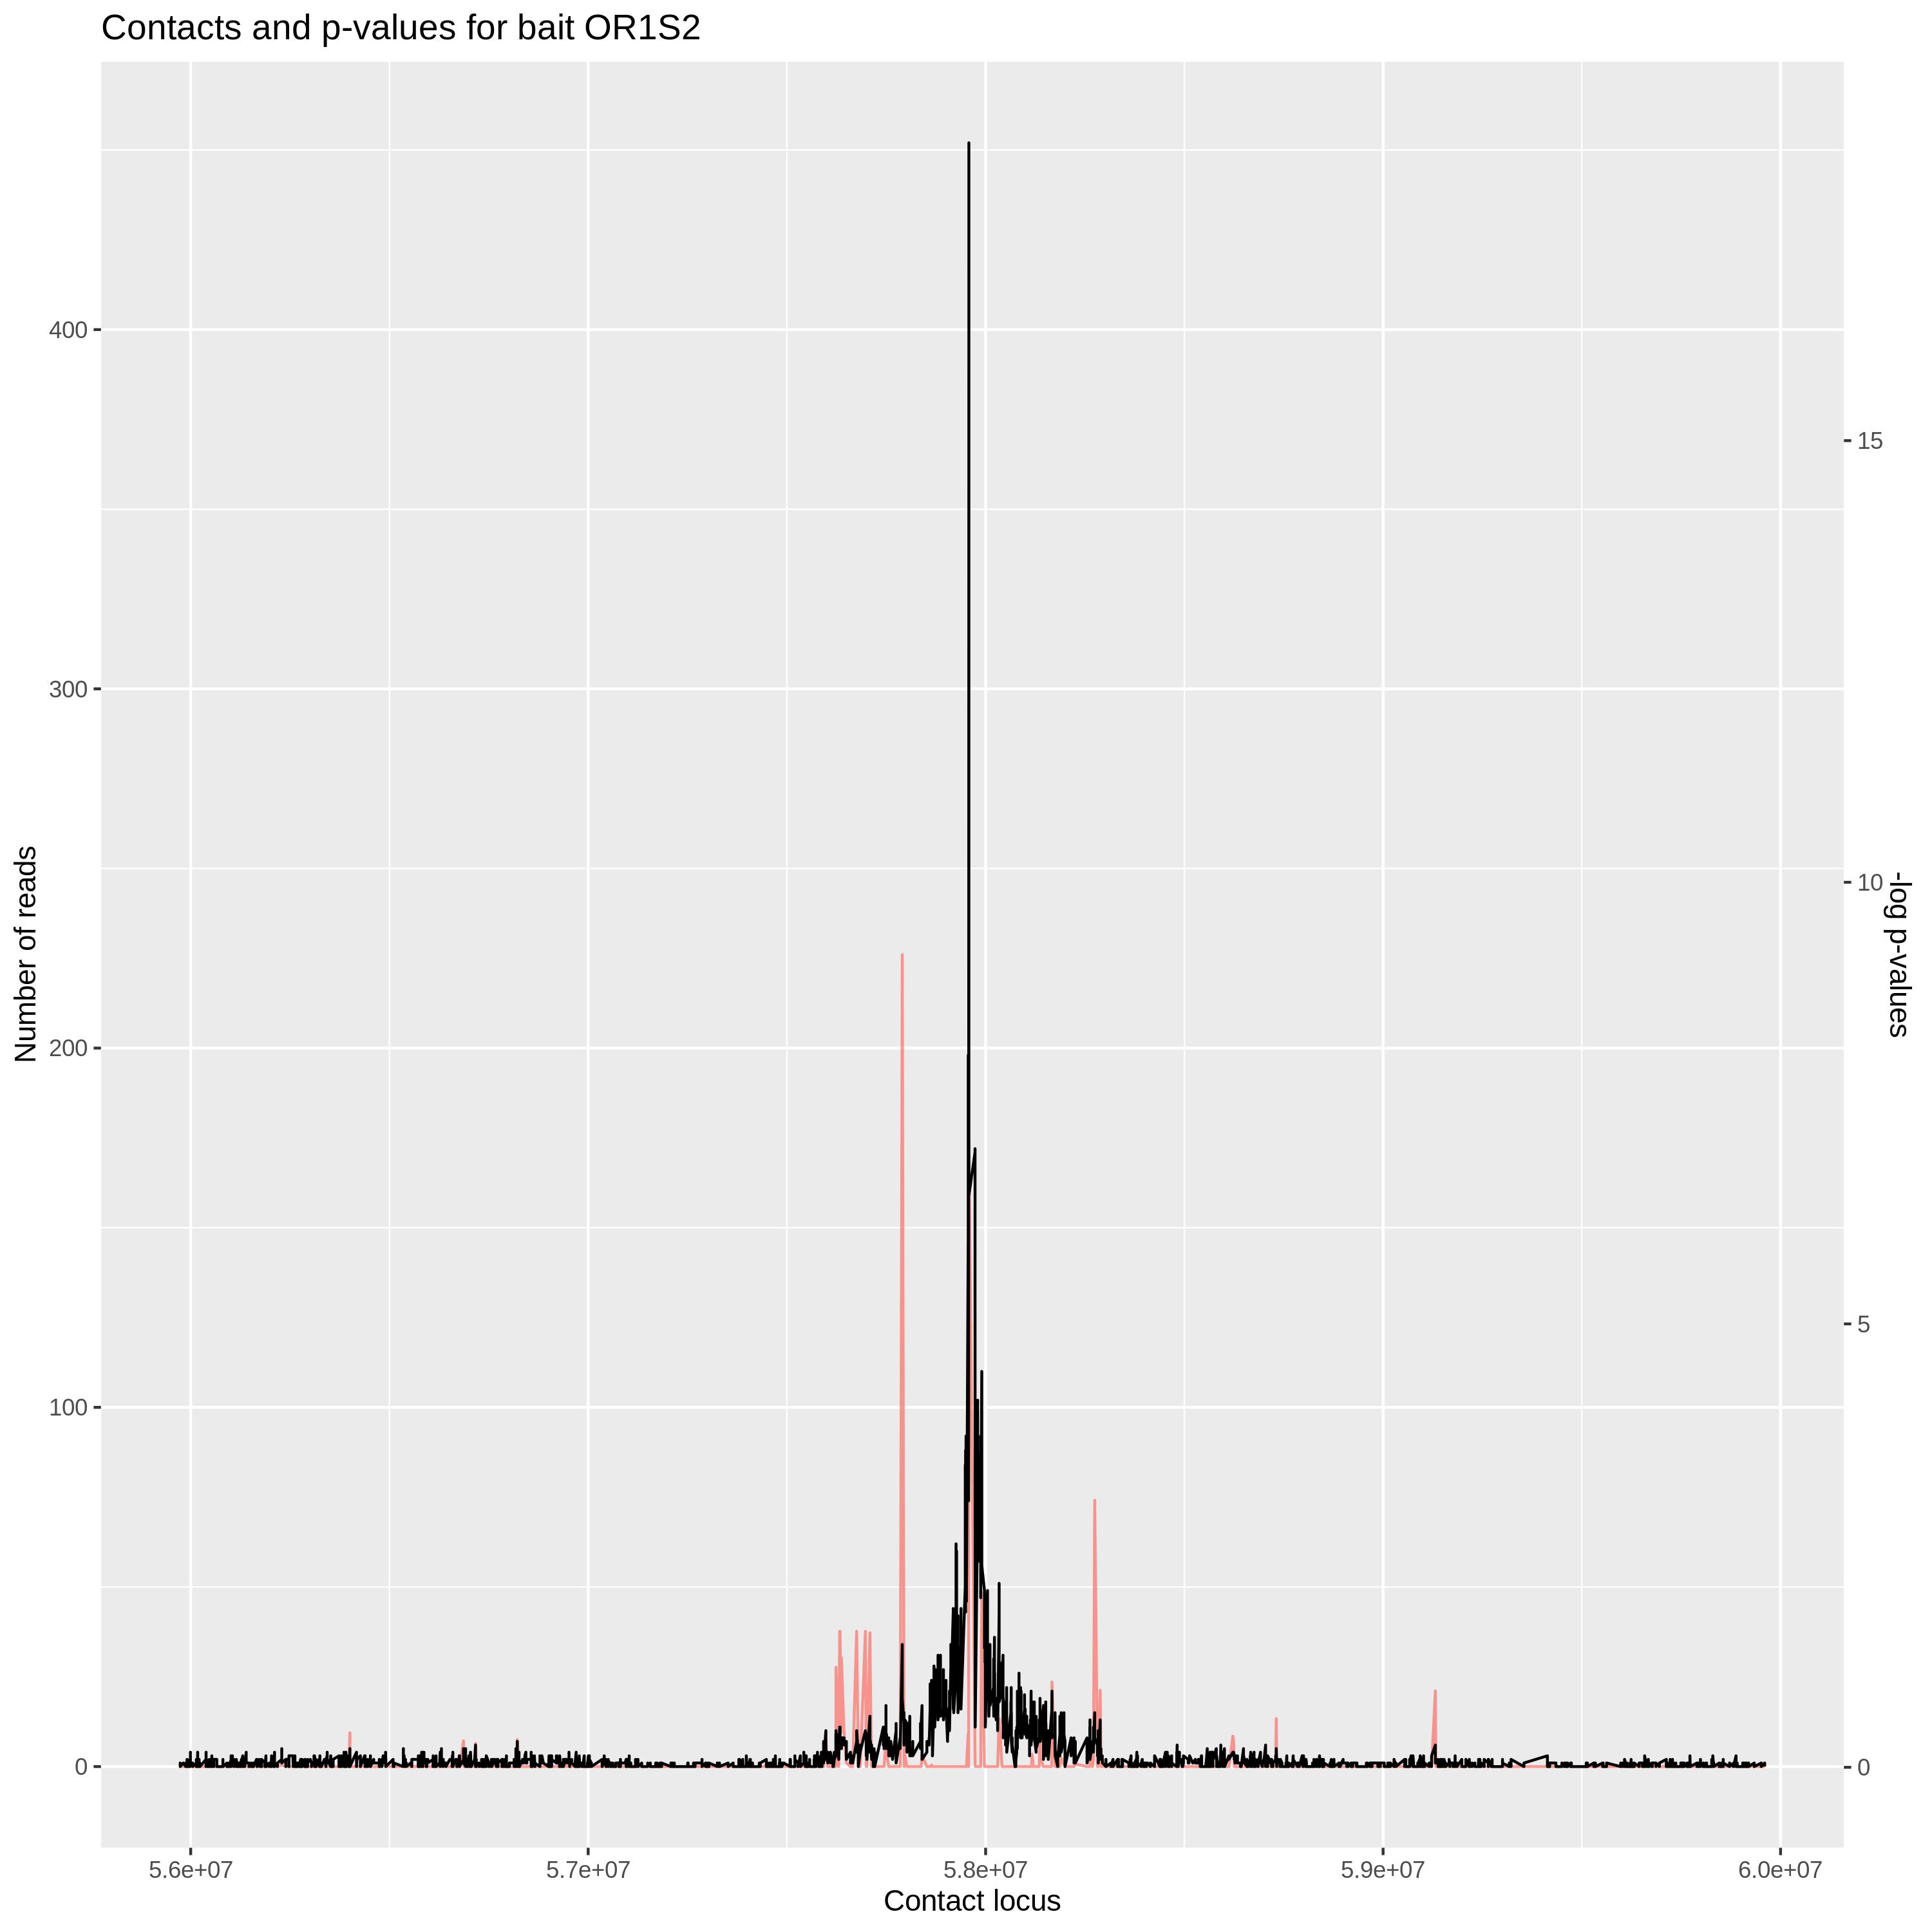 Contacts and p-values for bait OR1S2
Number of reads
400
300
200
100
0
15
10
5
0
-log p-values
5.6e+07
5.7e+07
5.8e+07
5.9e+07
6.0e+07
Contact locus